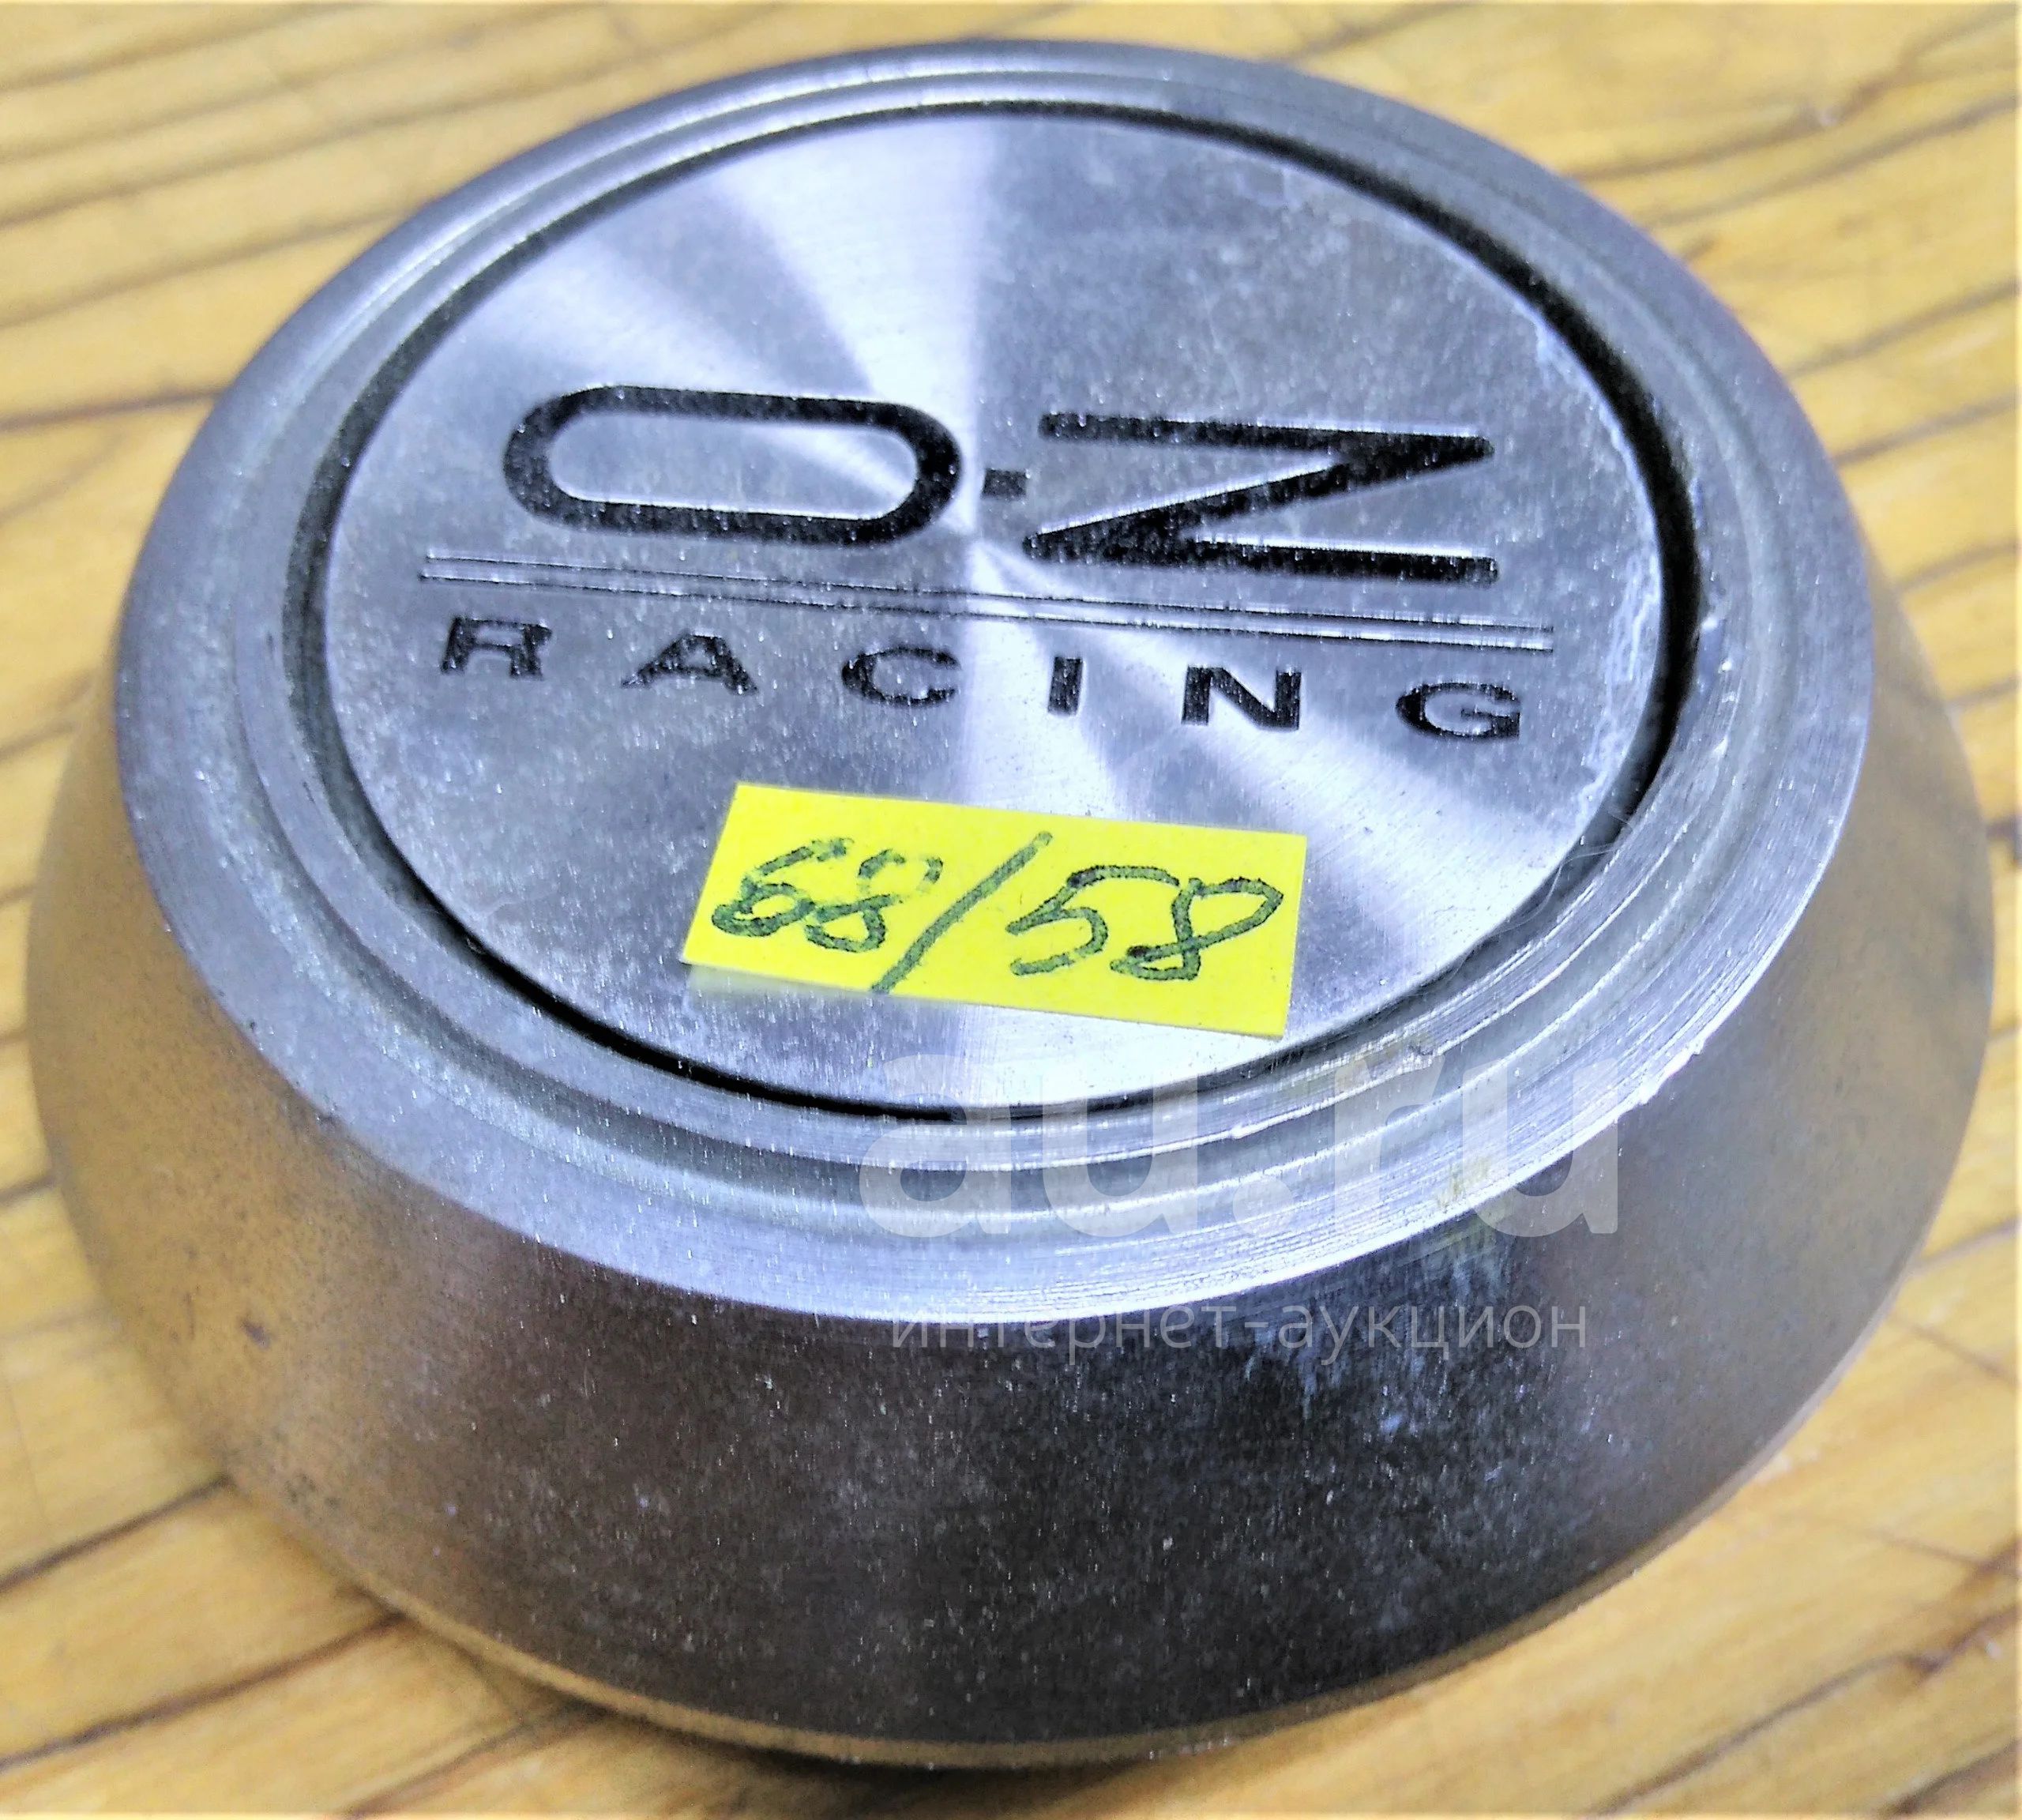 O·Z
RACING
68/58
au.ru
интернет-аукцион